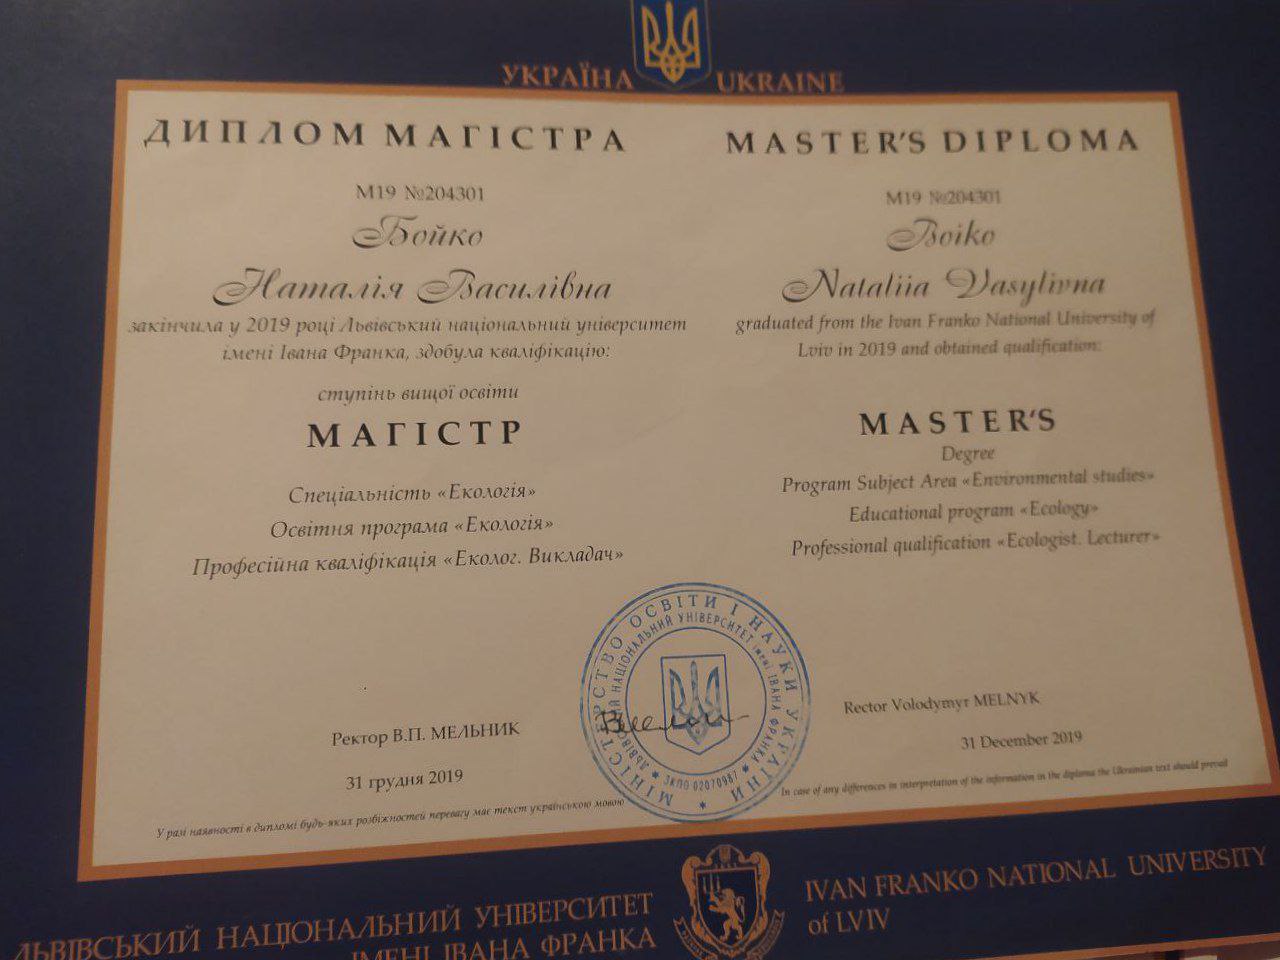 УКРАЇНА
UKRAINE
ДИПЛОМ МАГІСТРА
М19 №204301
Бойко
Наталія Василівна
закінчила у 2019 році Львівський національний університет
імені Івана Франка, здобула кваліфікацію:
ступінь вищої освіти
МАГІСТР
Спеціальність «Екологія»
Освітня програма «Екологія»
Професійна кваліфікація «Еколог. Викладач»
Ректор В.П. МЕЛЬНИК
31 грудня 2019
У разі наявності в дипломі будь-яких розбіжностей перевагу має текст українською мовою
MASTER'S DIPLOMA
M19 №204301
Boiko
Nataliia Vasylivna
graduated from the Ivan Franko National University of
Lviv in 2019 and obtained qualification:
MASTER'S
Degree
Program Subject Area «Environmental studies»
Educational program «Ecology»
Professional qualification «Ecologist. Lecturer»
Rector Volodymyr MELNYK
31 December 2019
In case of any differences in interpretation of the information in the diploma the Ukrainian text should prevail
МІНІСТЕРСТВО ОСВІТИ І НАУКИ УКРАЇНИ
ЛЬВІВСЬКИЙ НАЦІОНАЛЬНИЙ УНІВЕРСИТЕТ імені ІВАНА ФРАНКА
ЗКПО 02070987
ЛЬВІВСЬКИЙ НАЦІОНАЛЬНИЙ УНІВЕРСИТЕТ
ІМЕНІ ІВАНА ФРАНКА
IVAN FRANKO NATIONAL UNIVERSITY
of LVIV